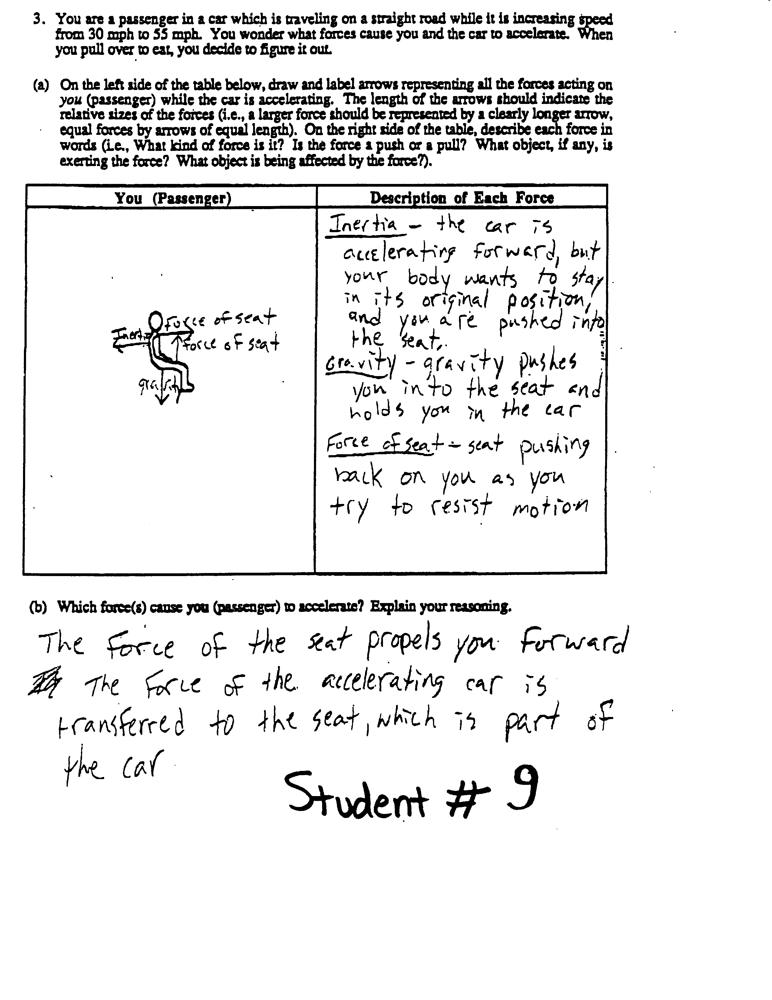 3. You are a passenger in a car which is traveling on a straight road while it is increasing speed
from 30 mph to 55 mph. You wonder what forces cause you and the car to accelerate. When
you pull over to eat, you decide to figure it out.
(a) On the left side of the table below, draw and label arrows representing all the forces acting on
you (passenger) while the car is accelerating. The length of the arrows should indicate the
relative sizes of the forces (i.e., a larger force should be represented by a clearly longer arrow,
equal forces by arrows of equal length). On the right side of the table, describe each force in
words (i.e., What kind of force is it? Is the force a push or a pull? What object, if any, is
exerting the force? What object is being affected by the force?).
You (Passenger)
Force of seat
Inertia
Force of seat
gravity
Description of Each Force
Inertia - the car is
accelerating forward, but
your body wants to stay
in its original position,
and you are pushed into
the seat.
Gravity - gravity pushes
you into the seat and
holds you in the car
Force of seat - seat pushing
back on you as you
try to resist motion
(b) Which force(s) cause you (passenger) to accelerate? Explain your reasoning.
The force of the seat propels you forward
The force of the accelerating car is
transferred to the seat, which is part of
the car
Student # 9